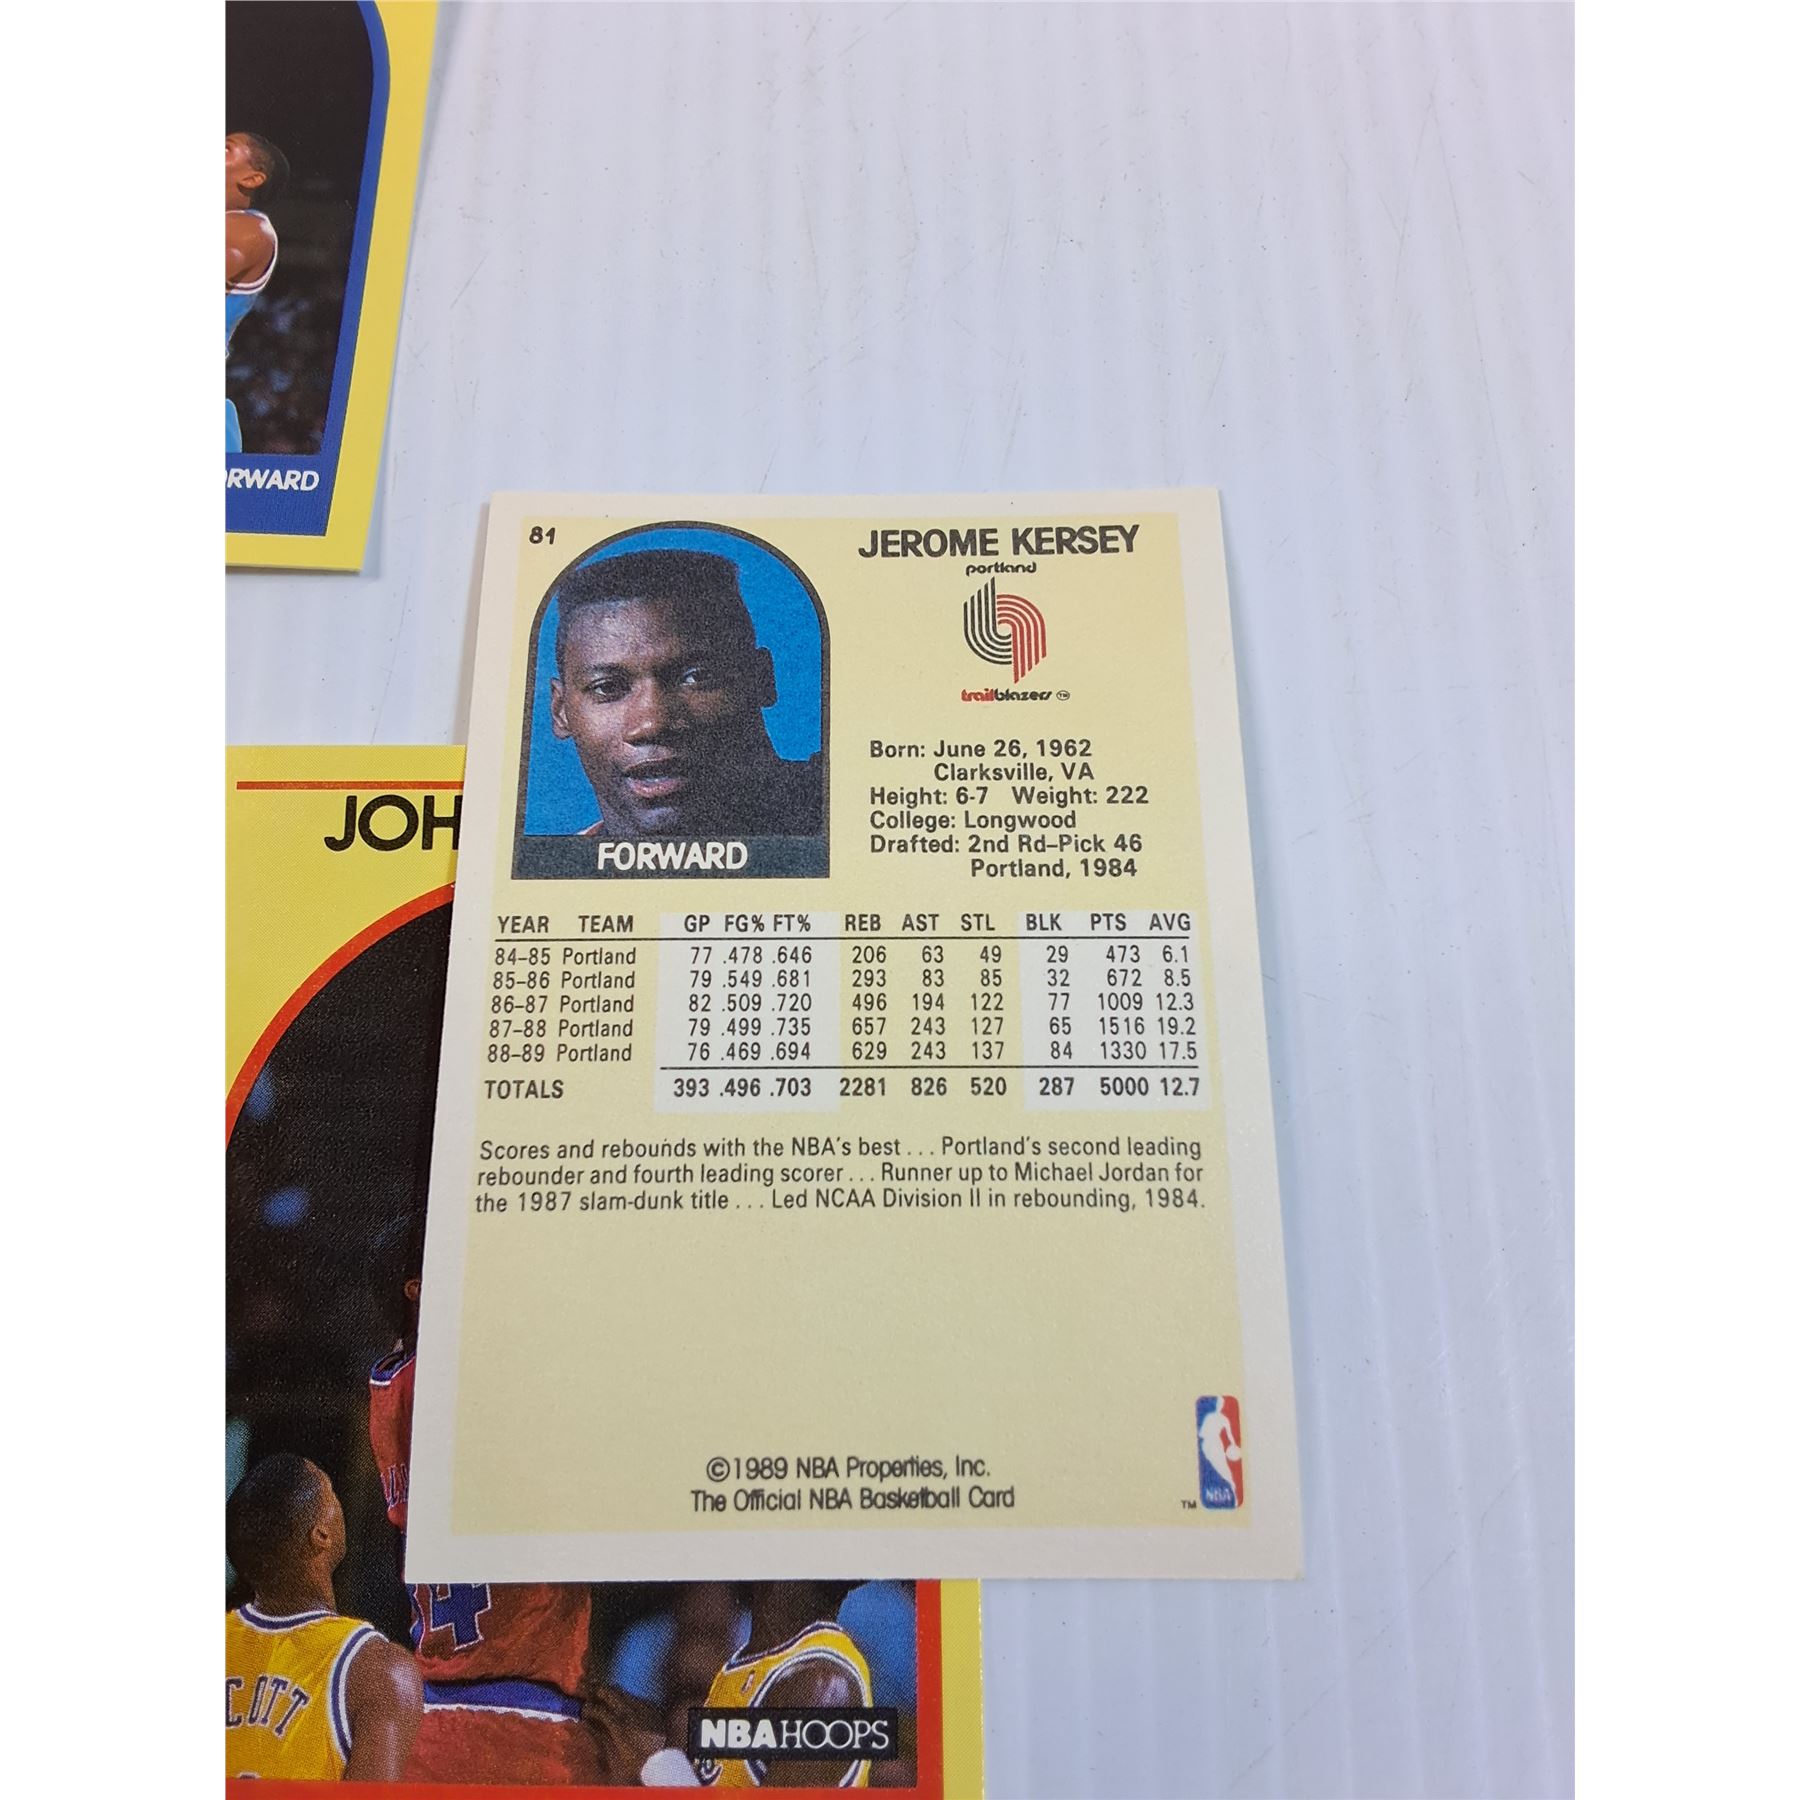 RWARD
81
JEROME KERSEY
portland
trailblazers TM
Born: June 26, 1962
Clarksville, VA
Height: 6-7 Weight: 222
College: Longwood
Drafted: 2nd Rd–Pick 46
Portland, 1984
FORWARD
YEAR TEAM GP FG% FT% REB AST STL BLK PTS AVG
84–85 Portland 77 .478 .646 206 63 49 29 473 6.1
85–86 Portland 79 .549 .681 293 83 85 32 672 8.5
86–87 Portland 82 .509 .720 496 194 122 77 1009 12.3
87–88 Portland 79 .499 .735 657 243 127 65 1516 19.2
88–89 Portland 76 .469 .694 629 243 137 84 1330 17.5
TOTALS 393 .496 .703 2281 826 520 287 5000 12.7
Scores and rebounds with the NBA's best . . . Portland's second leading
rebounder and fourth leading scorer . . . Runner up to Michael Jordan for
the 1987 slam-dunk title . . . Led NCAA Division II in rebounding, 1984.
©1989 NBA Properties, Inc.
The Official NBA Basketball Card
TM NBA
JOH
4
COTT
NBA HOOPS